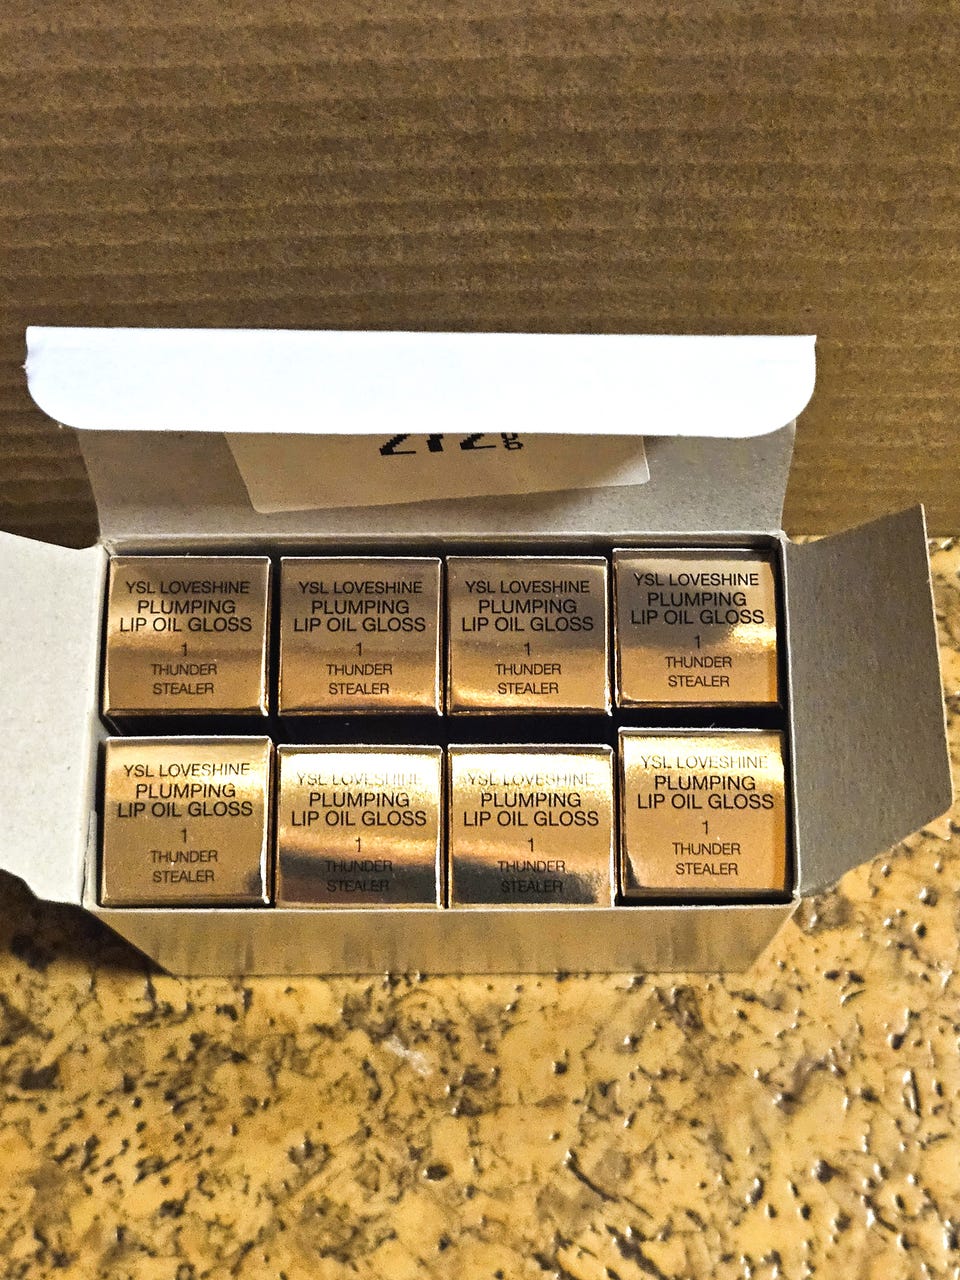 YSL LOVESHINE
PLUMPING
LIP OIL GLOSS
1
THUNDER
STEALER
YSL LOVESHINE
PLUMPING
LIP OIL GLOSS
1
THUNDER
STEALER
YSL LOVESHINE
PLUMPING
LIP OIL GLOSS
1
THUNDER
STEALER
YSL LOVESHINE
PLUMPING
LIP OIL GLOSS
1
THUNDER
STEALER
YSL LOVESHINE
PLUMPING
LIP OIL GLOSS
1
THUNDER
STEALER
YSL LOVESHINE
PLUMPING
LIP OIL GLOSS
1
THUNDER
STEALER
YSL LOVESHINE
PLUMPING
LIP OIL GLOSS
1
THUNDER
STEALER
YSL LOVESHINE
PLUMPING
LIP OIL GLOSS
1
THUNDER
STEALER